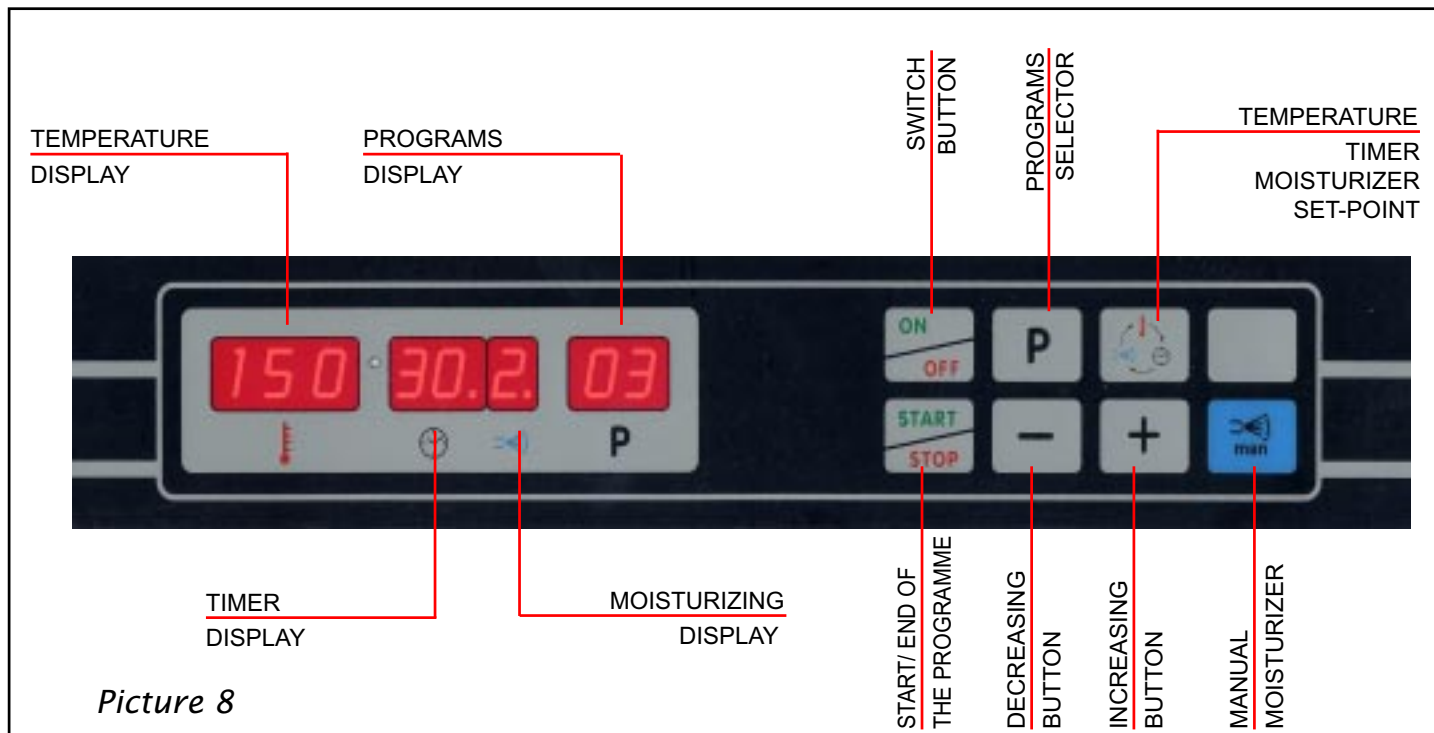 SWITCH
BUTTON
PROGRAMS
SELECTOR
TEMPERATURE
DISPLAY
PROGRAMS
DISPLAY
TEMPERATURE
TIMER
MOISTURIZER
SET-POINT
150 30.2. 03
P
ON
OFF
P
START
STOP
−
+
man
TIMER
DISPLAY
MOISTURIZING
DISPLAY
START/ END OF
THE PROGRAMME
DECREASING
BUTTON
INCREASING
BUTTON
MANUAL
MOISTURIZER
Picture 8